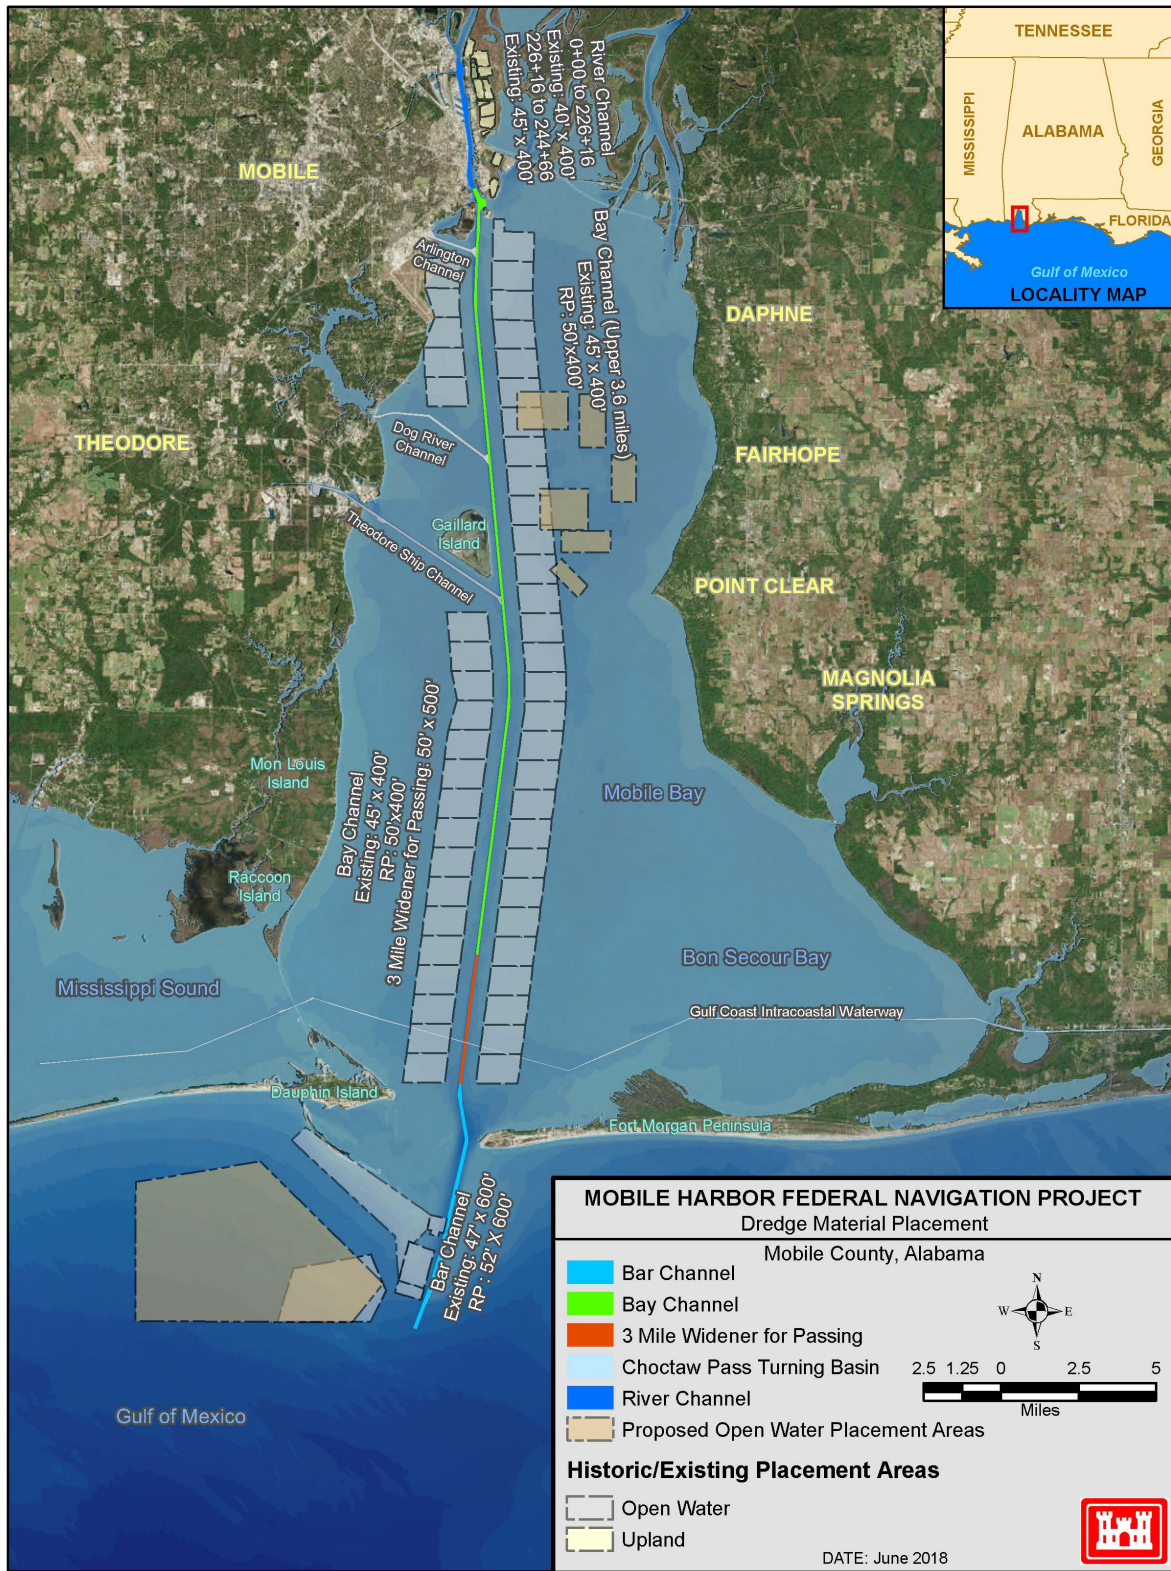 TENNESSEE
MISSISSIPPI
ALABAMA
GEORGIA
FLORIDA
Gulf of Mexico
LOCALITY MAP
River Channel
0+00 to 226+16
Existing: 40' x 400'
226+16 to 244+66
Existing: 45' x 400'
MOBILE
Arlington
Channel
Bay Channel (Upper 3.6 miles)
Existing: 45' x 400'
RP: 50'x400'
DAPHNE
THEODORE
Dog River
Channel
FAIRHOPE
Theodore Ship Channel
Gaillard
Island
POINT CLEAR
MAGNOLIA
SPRINGS
Mon Louis
Island
Bay Channel
Existing: 45' x 400'
RP: 50'x400'
3 Mile Widener for Passing: 50' x 500'
Mobile Bay
Raccoon
Island
Mississippi Sound
Bon Secour Bay
Gulf Coast Intracoastal Waterway
Dauphin Island
Fort Morgan Peninsula
Bar Channel
Existing: 47' x 600'
RP : 52' X 600'
Gulf of Mexico
MOBILE HARBOR FEDERAL NAVIGATION PROJECT
Dredge Material Placement
Mobile County, Alabama
Bar Channel
Bay Channel
3 Mile Widener for Passing
Choctaw Pass Turning Basin
River Channel
Proposed Open Water Placement Areas
N
W E
S
2.5 1.25 0 2.5 5
Miles
Historic/Existing Placement Areas
Open Water
Upland
DATE: June 2018